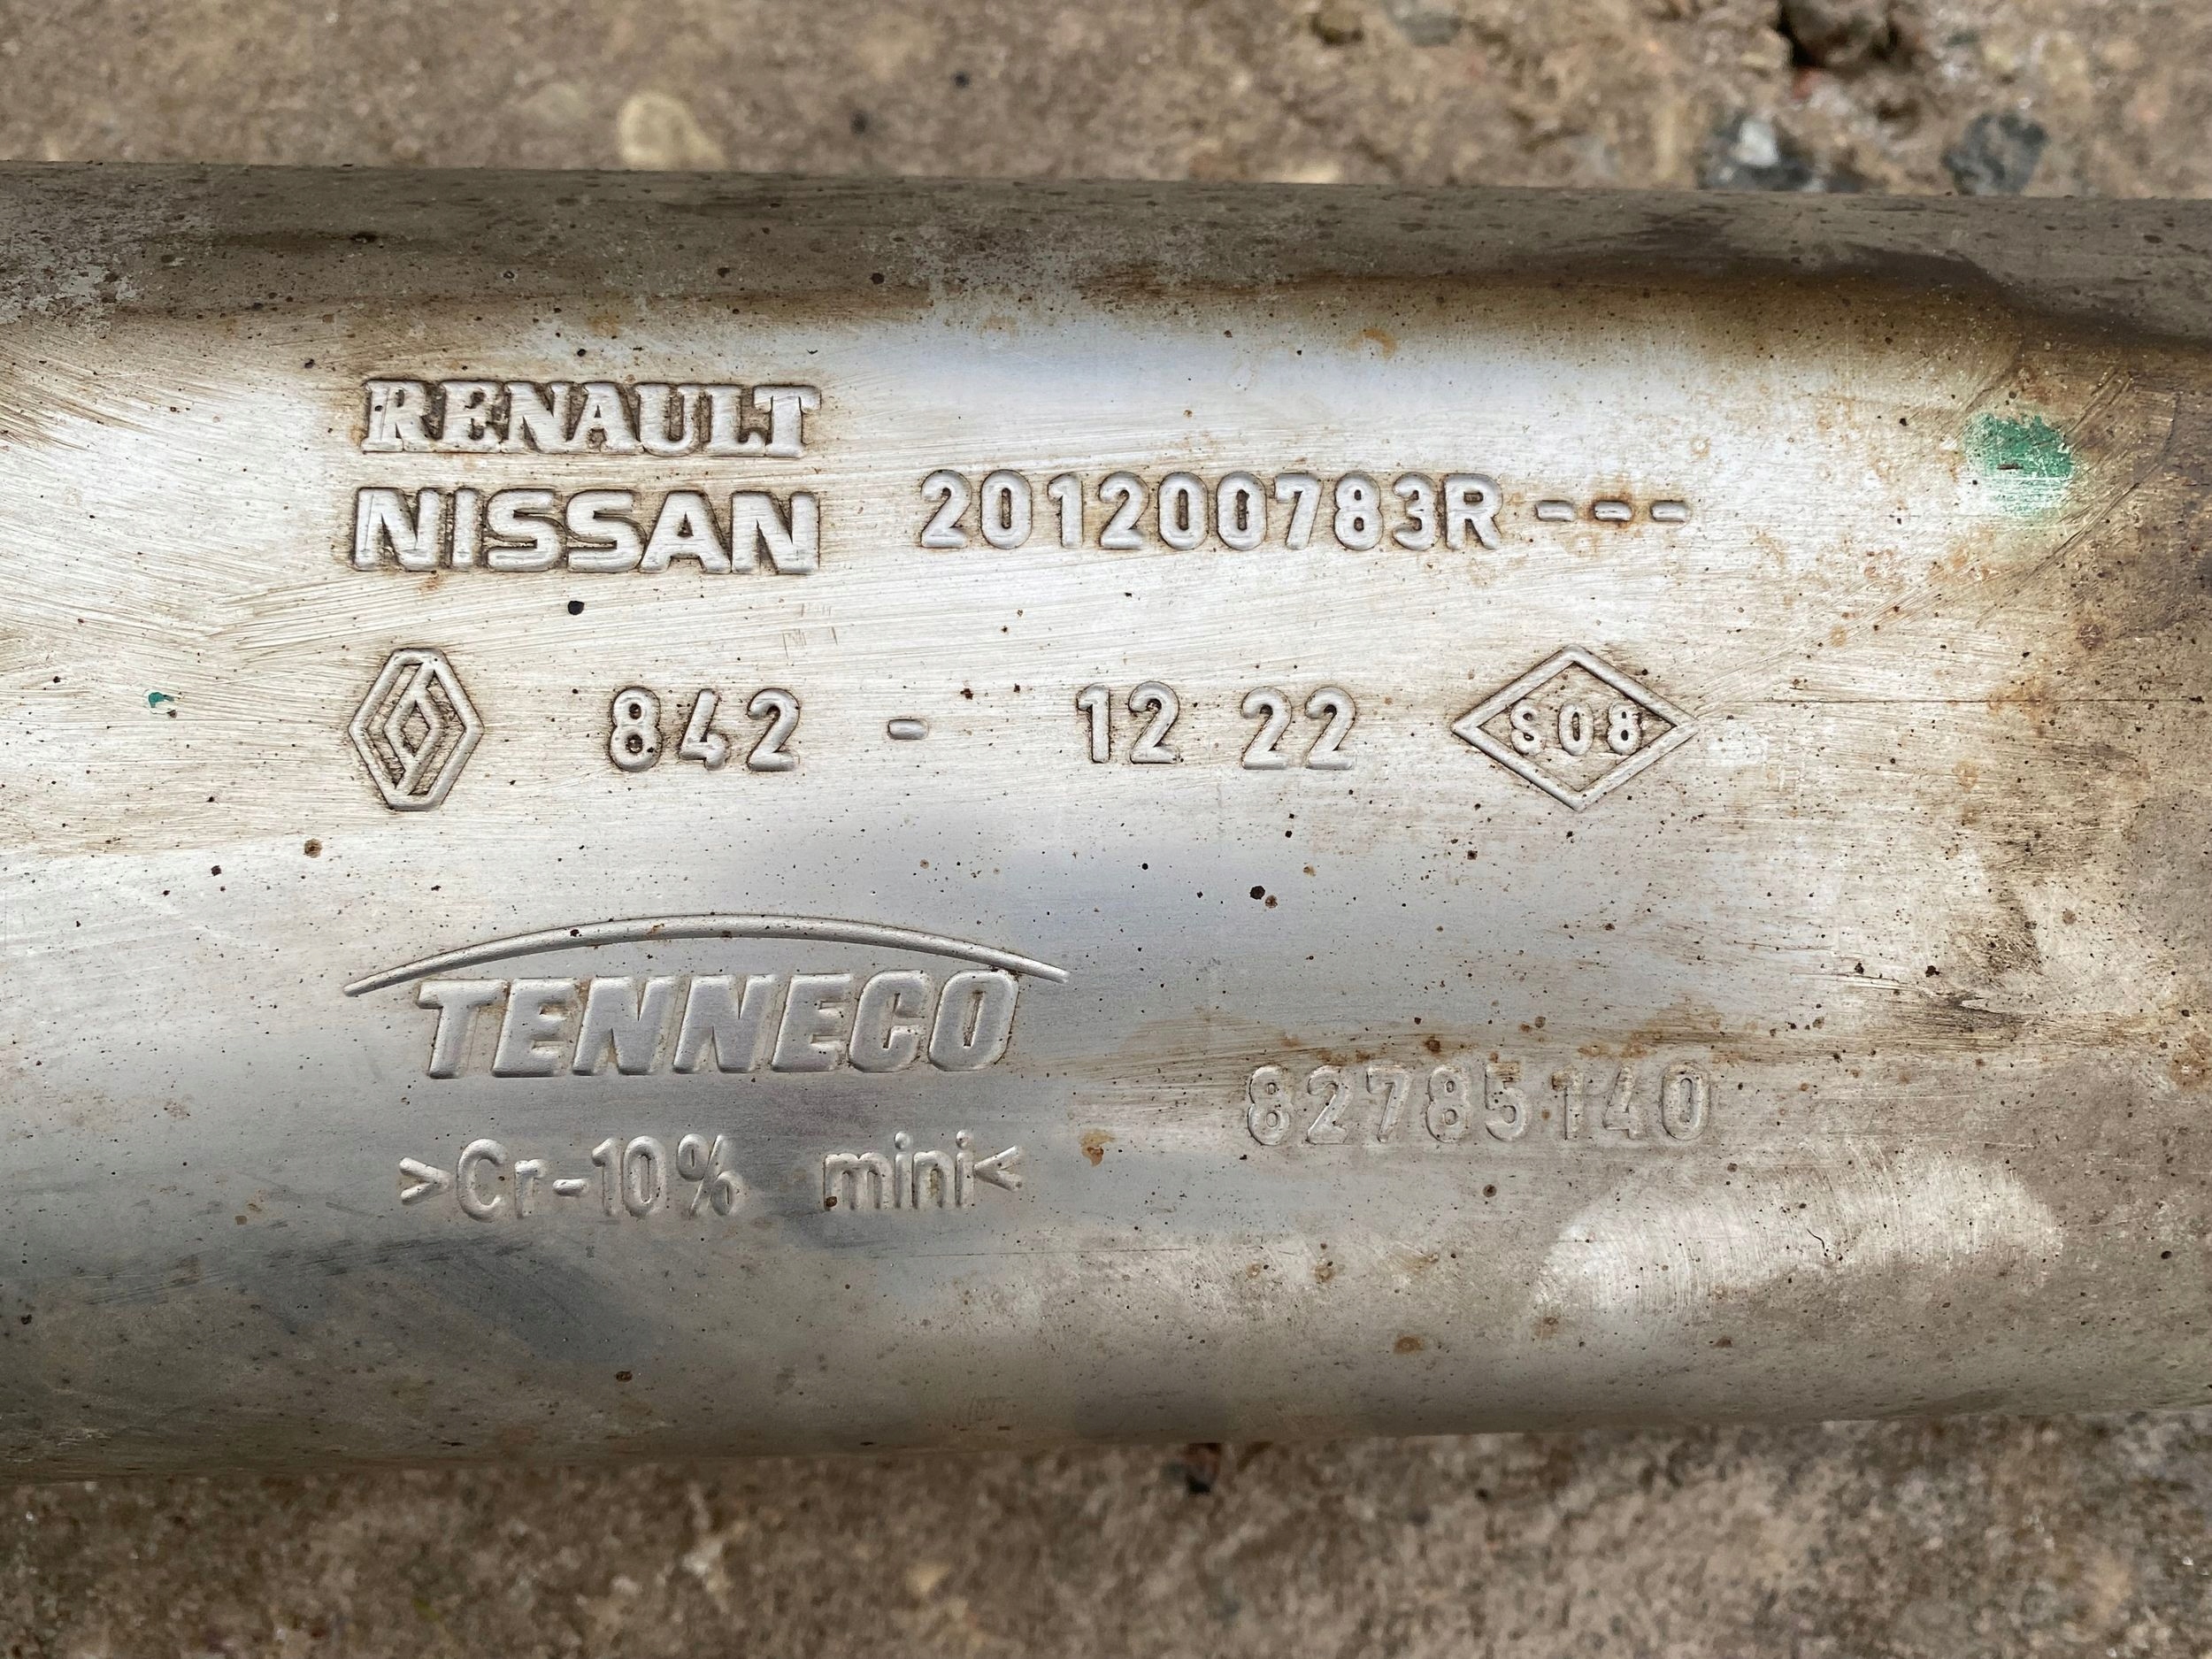 RENAULT
NISSAN 201200783R---
842 - 12 22 S08
TENNECO
82785140
>Cr-10% mini<